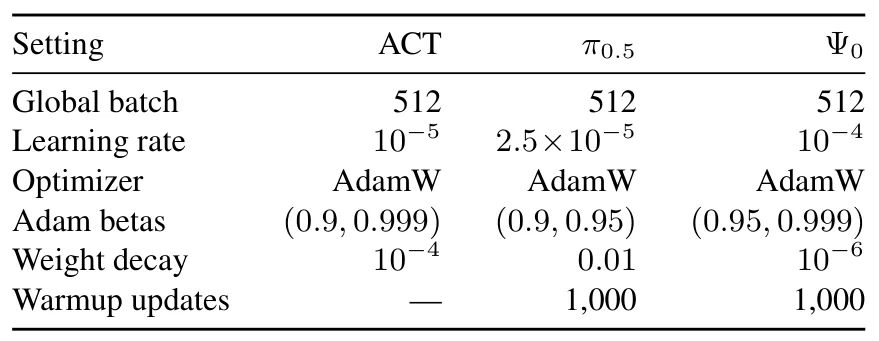 Setting ACT π₀.₅ Ψ₀
Global batch 512 512 512
Learning rate 10⁻⁵ 2.5×10⁻⁵ 10⁻⁴
Optimizer AdamW AdamW AdamW
Adam betas (0.9, 0.999) (0.9, 0.95) (0.95, 0.999)
Weight decay 10⁻⁴ 0.01 10⁻⁶
Warmup updates — 1,000 1,000